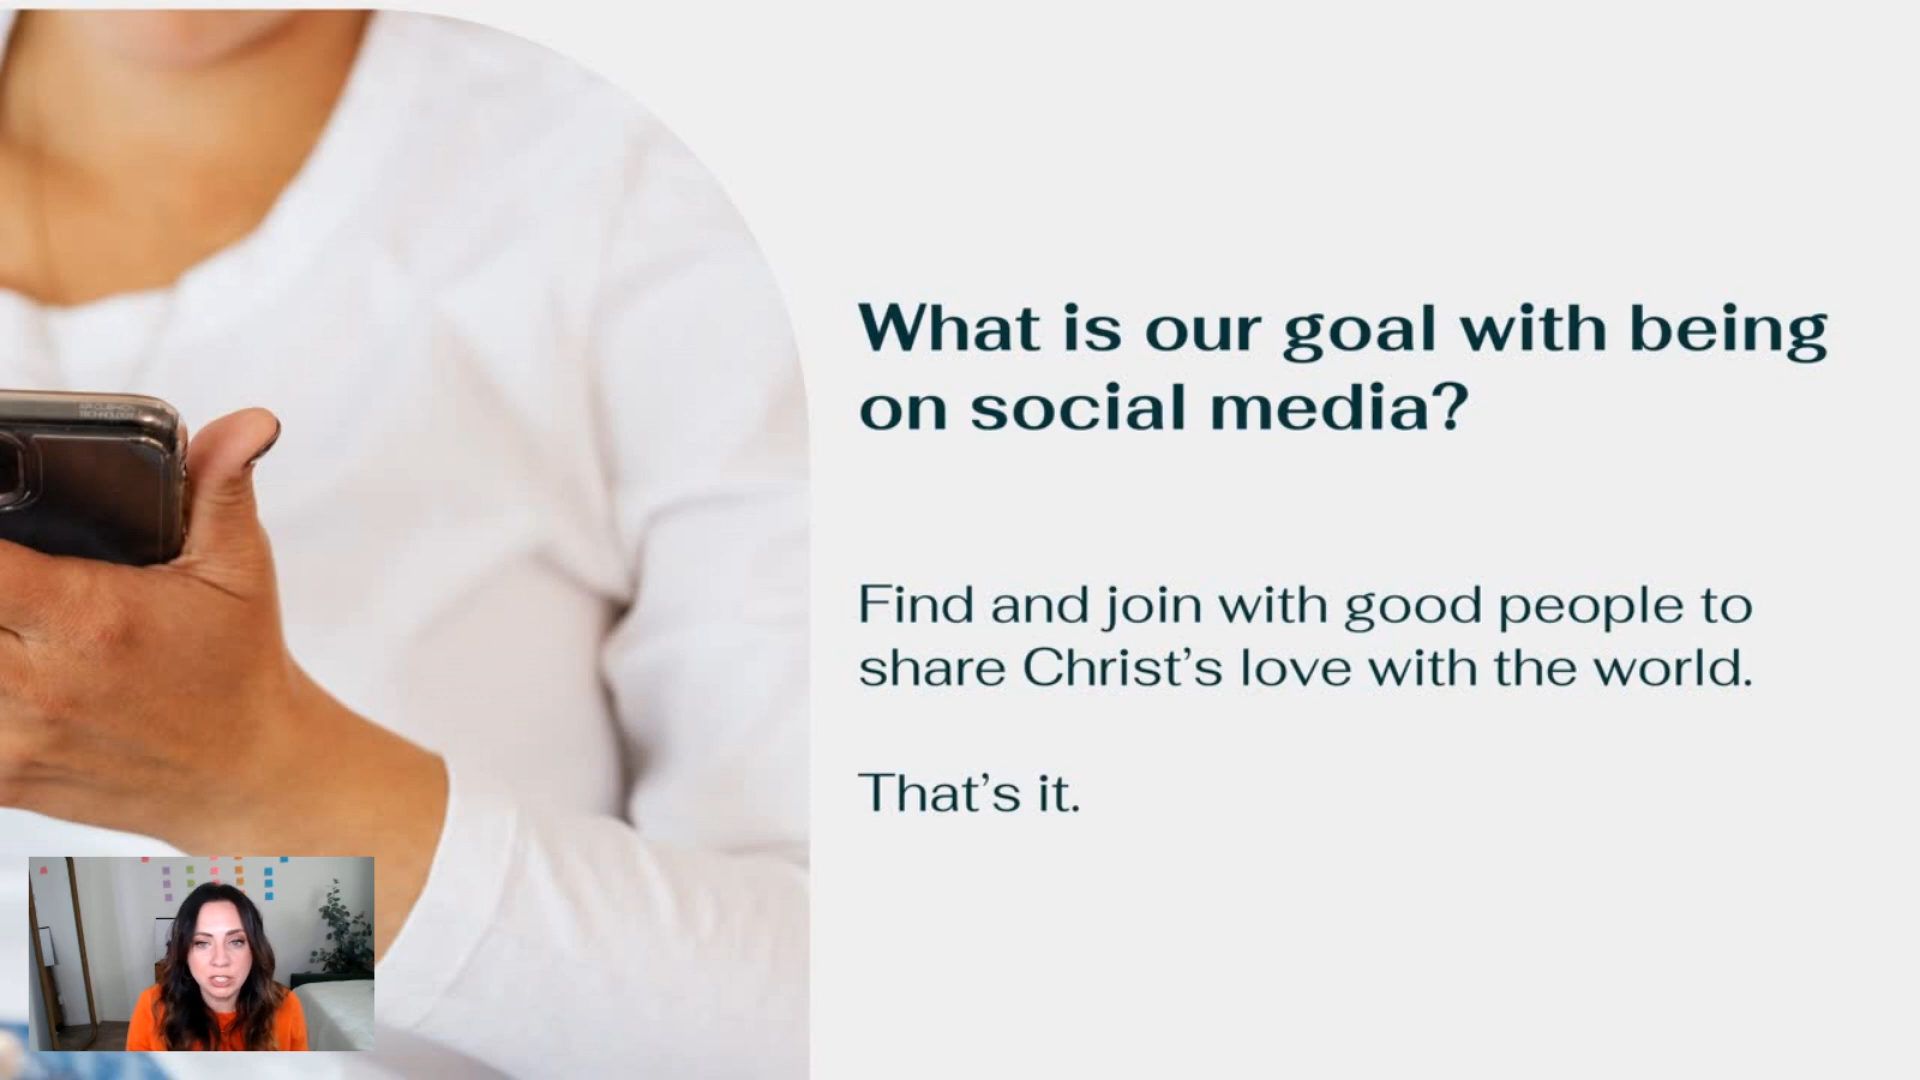 What is our goal with being
on social media?
Find and join with good people to
share Christ’s love with the world.
That’s it.